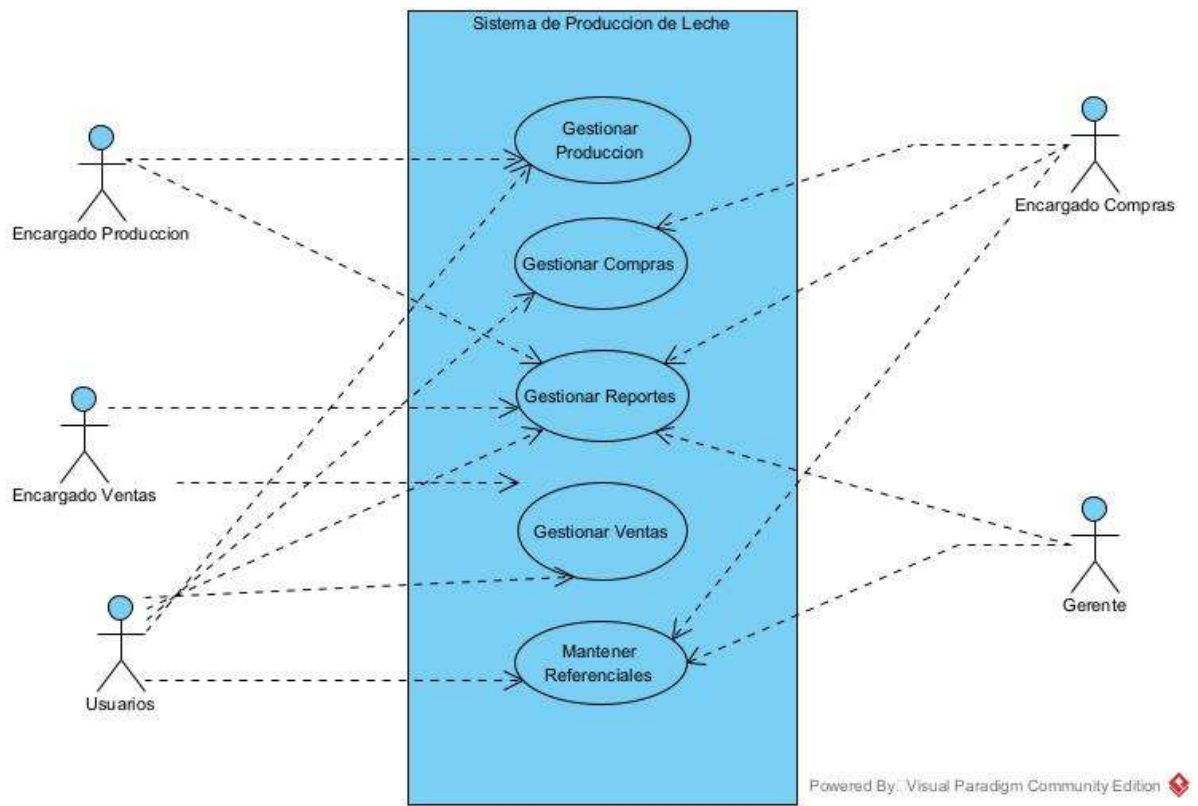 Sistema de Produccion de Leche
Gestionar
Produccion
Encargado Produccion
Encargado Compras
Gestionar Compras
Gestionar Reportes
Encargado Ventas
Gestionar Ventas
Gerente
Mantener
Referenciales
Usuarios
Powered By: Visual Paradigm Community Edition